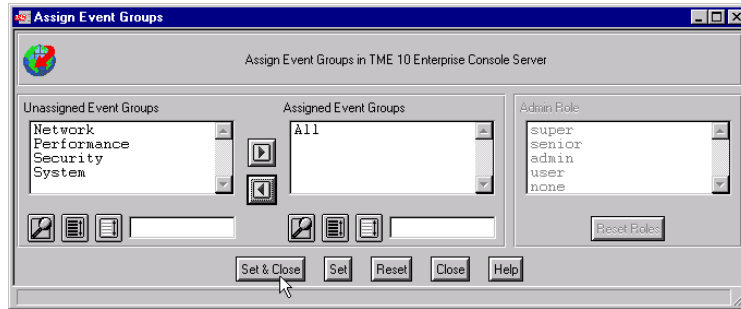 Assign Event Groups
Assign Event Groups in TME 10 Enterprise Console Server
Unassigned Event Groups
Network
Performance
Security
System
Assigned Event Groups
All
Admin Role
super
senior
admin
user
none
Reset Roles
Set & Close
Set
Reset
Close
Help